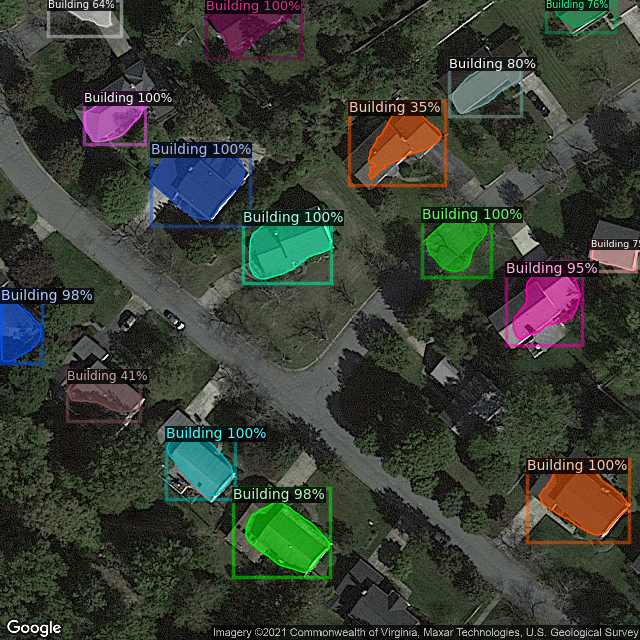 Building 64%
Building 100%
Building 76%
Building 80%
Building 100%
Building 35%
Building 100%
Building 100%
Building 100%
Building 75
Building 95%
Building 98%
Building 41%
Building 100%
Building 100%
Building 98%
Google
Imagery ©2021 Commonwealth of Virginia, Maxar Technologies, U.S. Geological Survey